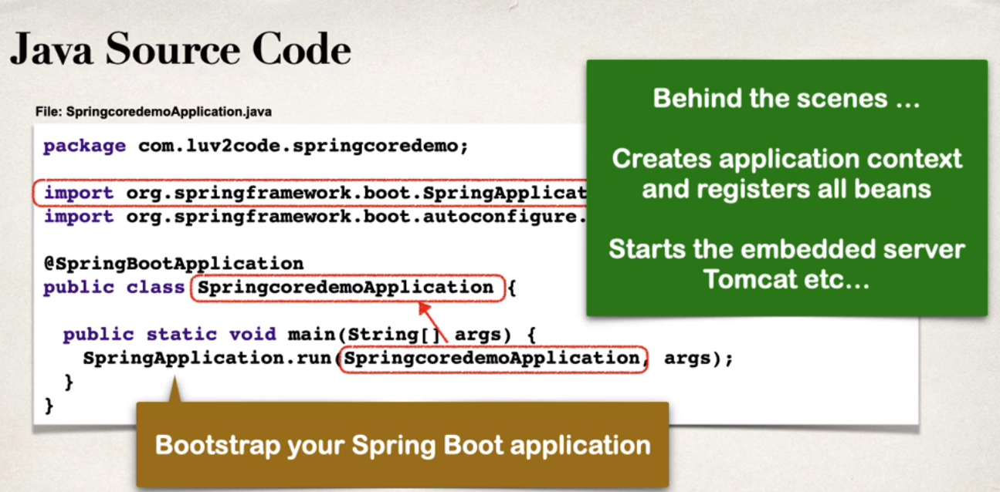 Java Source Code
File: SpringcoredemoApplication.java
package com.luv2code.springcoredemo;
import org.springframework.boot.SpringApplicat
import org.springframework.boot.autoconfigure.
@SpringBootApplication
public class SpringcoredemoApplication {
public static void main(String[] args) {
SpringApplication.run(SpringcoredemoApplication, args);
}
}
Behind the scenes ...
Creates application context
and registers all beans
Starts the embedded server
Tomcat etc...
Bootstrap your Spring Boot application